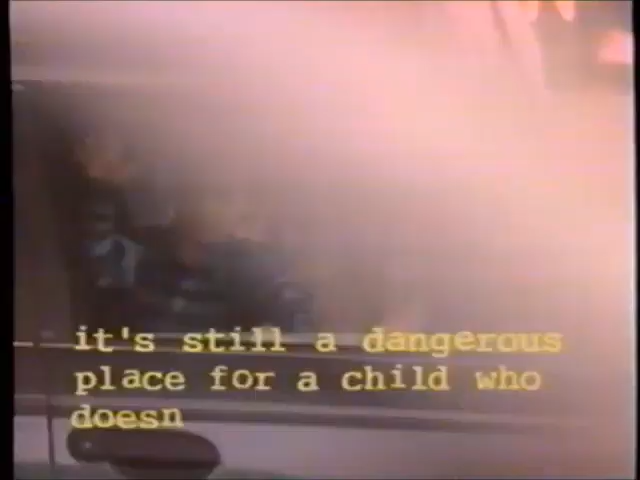 it's still a dangerous
place for a child who
doesn